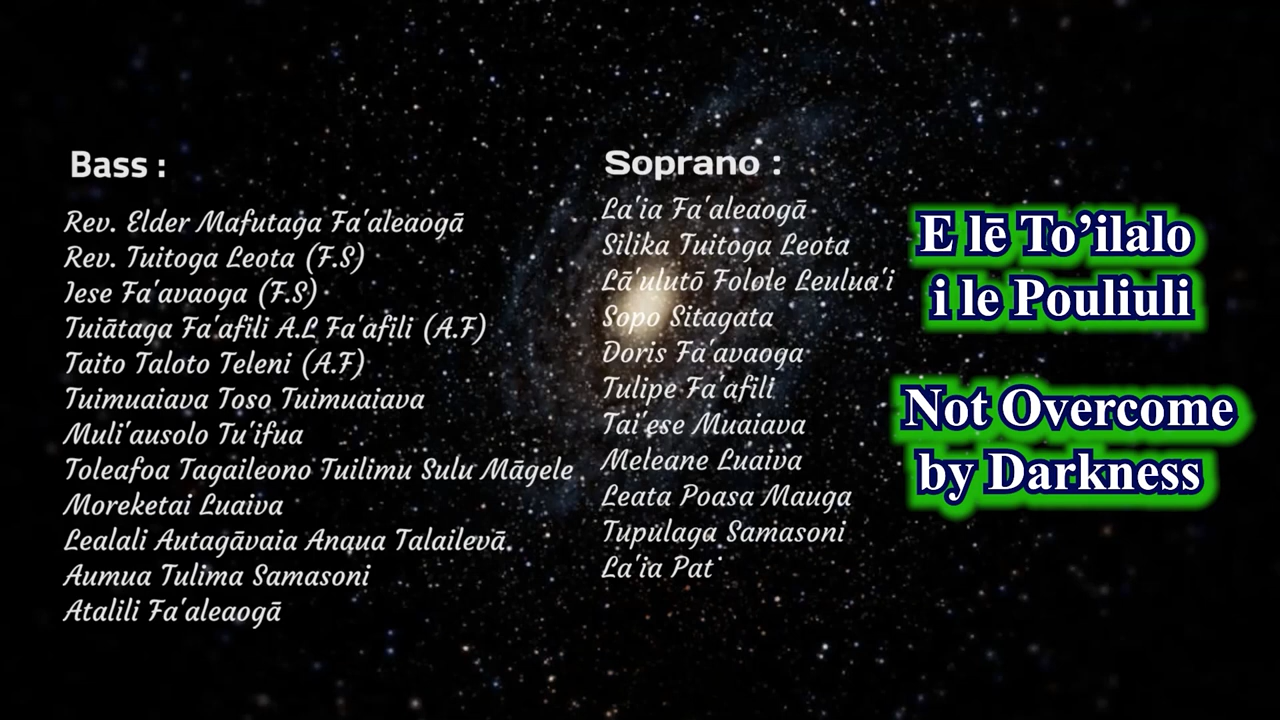 Bass :
Rev. Elder Mafutaga Fa'aleaogā
Rev. Tuitoga Leota (F.S)
Iese Fa'avaoga (F.S)
Tuiātaga Fa'afili A.L Fa'afili (A.F)
Taito Taloto Teleni (A.F)
Tuimuaiava Toso Tuimuaiava
Muli'ausolo Tu'ifua
Toleafoa Tagaileono Tuilimu Sulu Māgele
Moreketai Luaiva
Lealali Autagāvaia Anaua Talailevā
Aumua Tulima Samasoni
Atalili Fa'aleaogā
Soprano :
La'ia Fa'aleaogā
Silika Tuitoga Leota
Lā'ulutō Folole Leulua'i
Sopo Sitagata
Doris Fa'avaoga
Tulipe Fa'afili
Tai'ese Muaiava
Meleane Luaiva
Leata Poasa Mauga
Tupulaga Samasoni
La'ia Pat
E lē To’ilalo
i le Pouliuli
Not Overcome
by Darkness